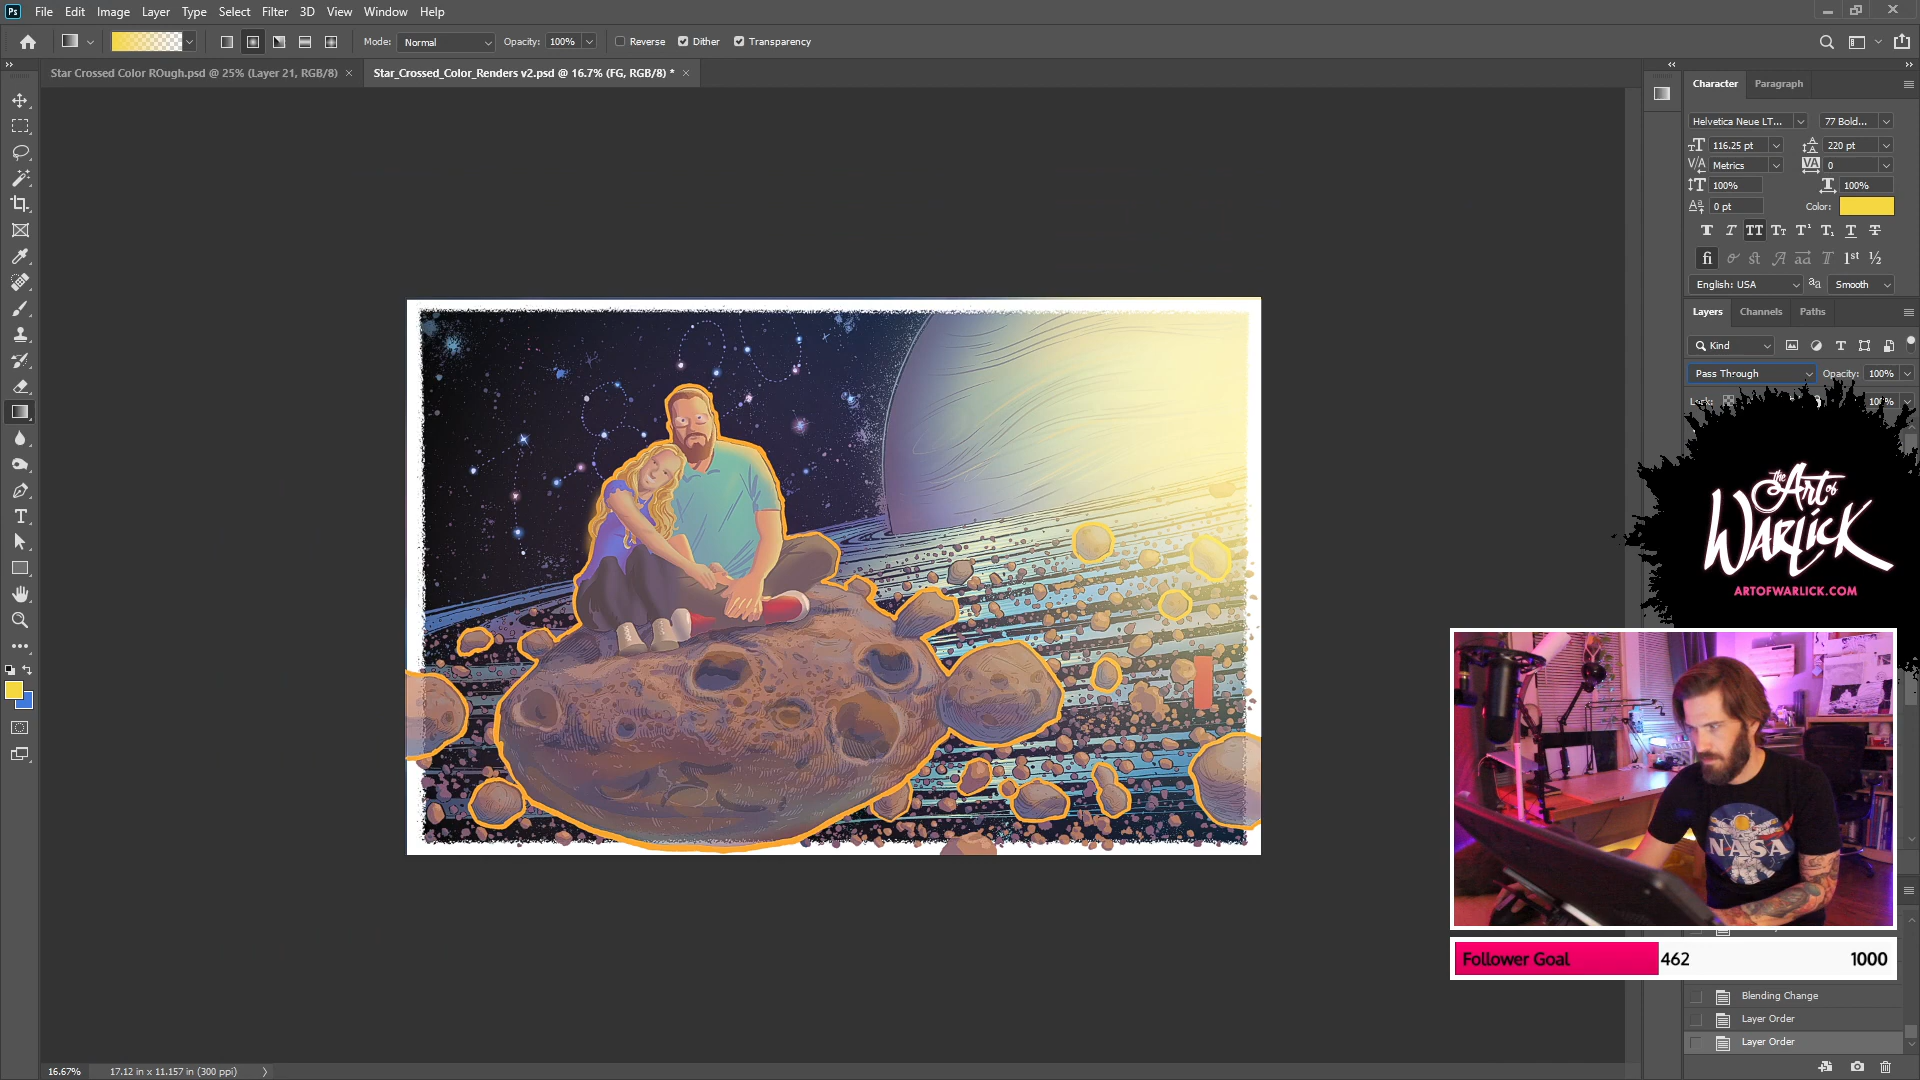 Ps File Edit Image Layer Type Select Filter 3D View Window Help
Mode: Normal Opacity: 100% Reverse Dither Transparency
Star Crossed Color ROugh.psd @ 25% (Layer 21, RGB/8) ×
Star_Crossed_Color_Renders v2.psd @ 16.7% (FG, RGB/8) * ×
Character Paragraph
Helvetica Neue LT... 77 Bold...
116.25 pt 220 pt
Metrics 0
100% 100%
0 pt Color:
English: USA Smooth
Layers Channels Paths
Kind
Pass Through Opacity: 100%
100%
the Art of
Warlick
ARTOFWARLICK.COM
NASA
Follower Goal 462 1000
Blending Change
Layer Order
Layer Order
16.67% 17.12 in x 11.157 in (300 ppi)